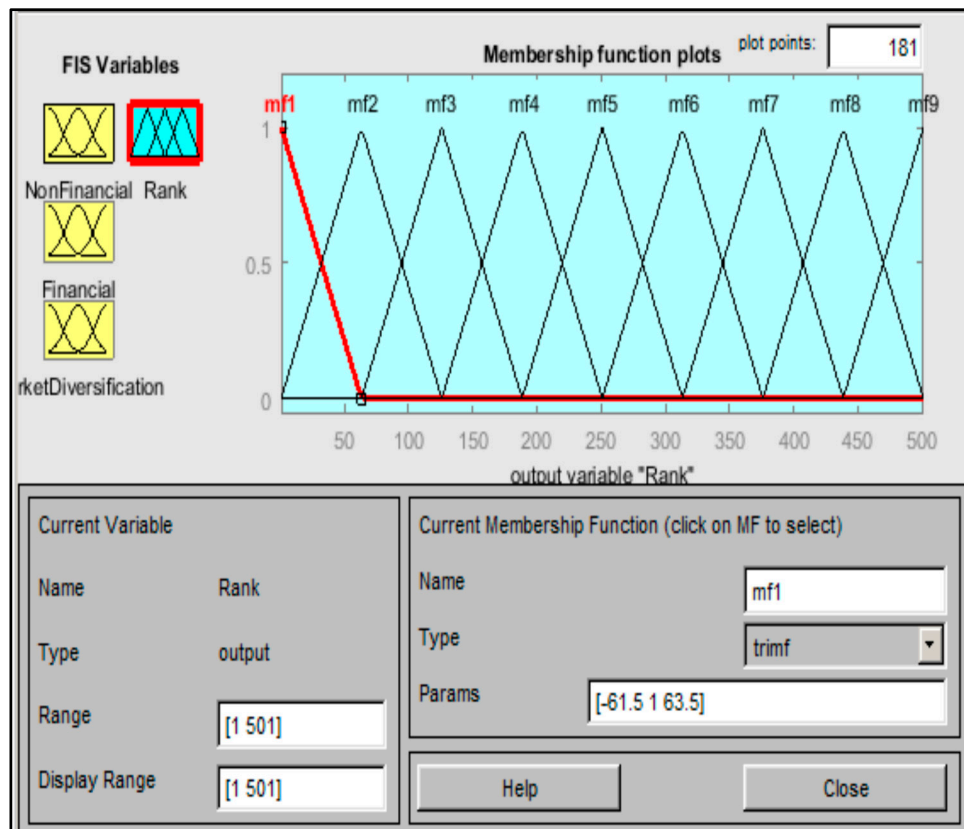 FIS Variables
Membership function plots
plot points:
181
NonFinancial
Rank
Financial
rketDiversification
mf1
mf2
mf3
mf4
mf5
mf6
mf7
mf8
mf9
1
0.5
0
50
100
150
200
250
300
350
400
450
500
output variable "Rank"
Current Variable
Name
Rank
Type
output
Range
[1 501]
Display Range
[1 501]
Current Membership Function (click on MF to select)
Name
mf1
Type
trimf
Params
[-61.5 1 63.5]
Help
Close